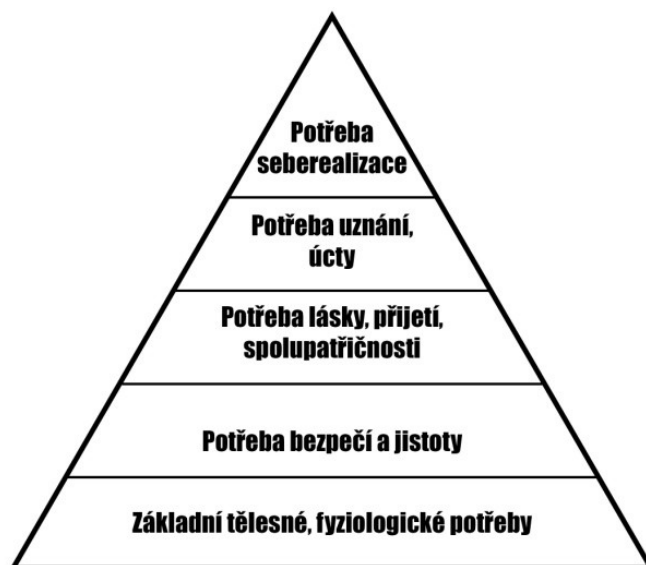 Potřeba
seberealizace
Potřeba uznání,
úcty
Potřeba lásky, přijetí,
spolupatřičnosti
Potřeba bezpečí a jistoty
Základní tělesné, fyziologické potřeby